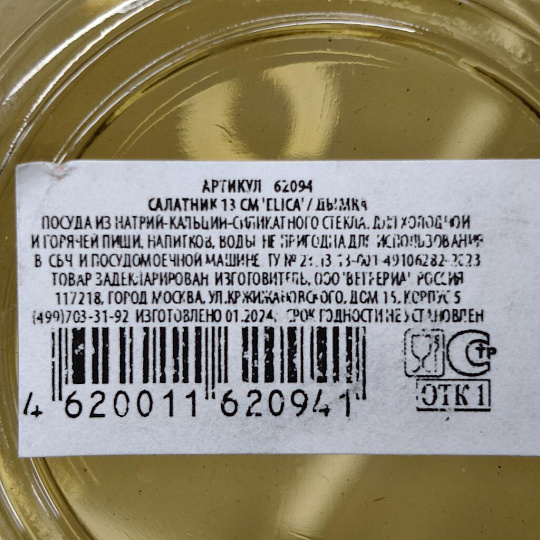 АРТИКУЛ 62094
САЛАТНИК 13 СМ 'ELICA' / ДЫМКА
ПОСУДА ИЗ НАТРИЙ-КАЛЬЦИЙ-СИЛИКАТНОГО СТЕКЛА. ДЛЯ ХОЛОДНОЙ
И ГОРЯЧЕЙ ПИЩИ, НАПИТКОВ, ВОДЫ НЕ ПРИГОДНА ДЛЯ ИСПОЛЬЗОВАНИЯ
В СВЧ И ПОСУДОМОЕЧНОЙ МАШИНЕ. ТУ №
ТОВАР ЗАДЕКЛАРИРОВАН ИЗГОТОВИТЕЛЬ, ООО РОССИЯ
117218, ГОРОД МОСКВА, УЛ.КРЖИЖАНОВСКОГО, ДОМ 15, КОРПУС 5
(499)703-31-92 ИЗГОТОВЛЕНО 01.2024, СРОК ГОДНОСТИ НЕ УСТАНОВЛЕН
4 620011 620941
СТР
ОТК 1